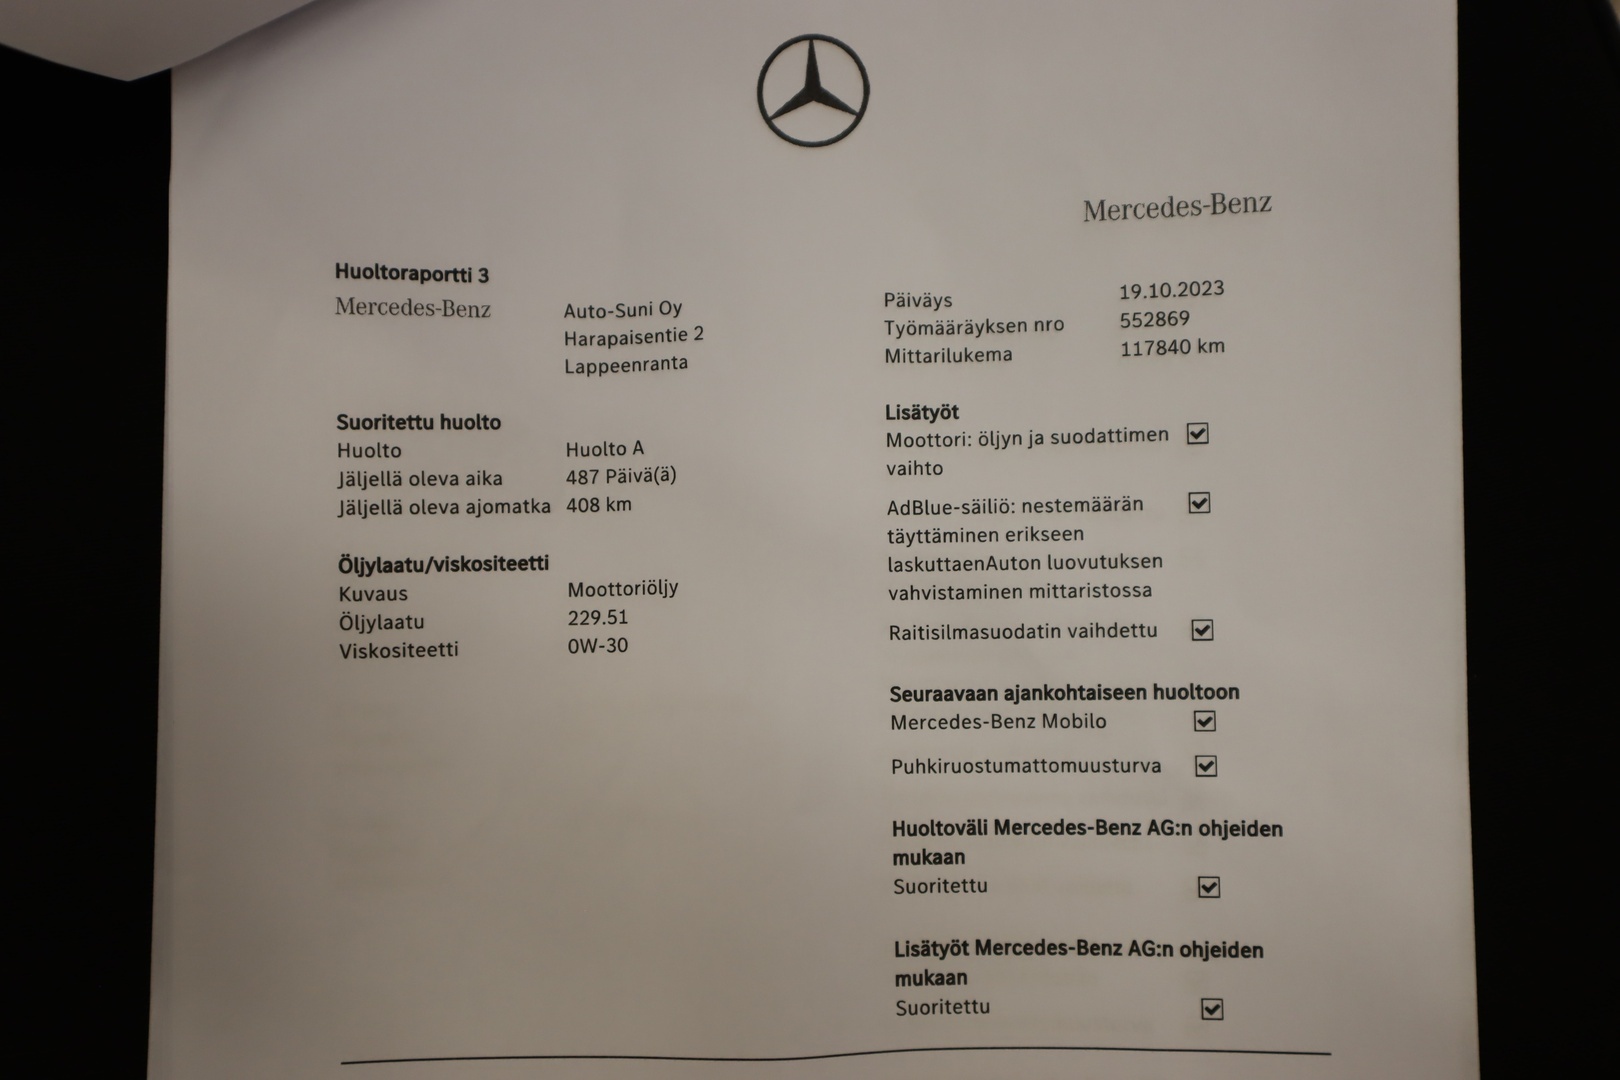 Mercedes-Benz
Huoltoraportti 3
Mercedes-Benz
Auto-Suni Oy
Harapaisentie 2
Lappeenranta
Päiväys 19.10.2023
Työmääräyksen nro 552869
Mittarilukema 117840 km
Suoritettu huolto
Huolto Huolto A
Jäljellä oleva aika 487 Päivä(ä)
Jäljellä oleva ajomatka 408 km
Öljylaatu/viskositeetti
Kuvaus Moottoriöljy
Öljylaatu 229.51
Viskositeetti 0W-30
Lisätyöt
Moottori: öljyn ja suodattimen
vaihto
AdBlue-säiliö: nestemäärän
täyttäminen erikseen
laskuttaenAuton luovutuksen
vahvistaminen mittaristossa
Raitisilmasuodatin vaihdettu
Seuraavaan ajankohtaiseen huoltoon
Mercedes-Benz Mobilo
Puhkiruostumattomuusturva
Huoltoväli Mercedes-Benz AG:n ohjeiden
mukaan
Suoritettu
Lisätyöt Mercedes-Benz AG:n ohjeiden
mukaan
Suoritettu